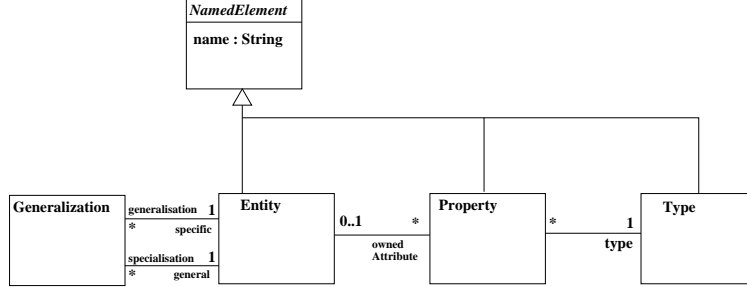 NamedElement
name : String
Generalization
generalisation 1
* specific
specialisation 1
* general
Entity
0..1 *
owned
Attribute
Property
* 1
type
Type